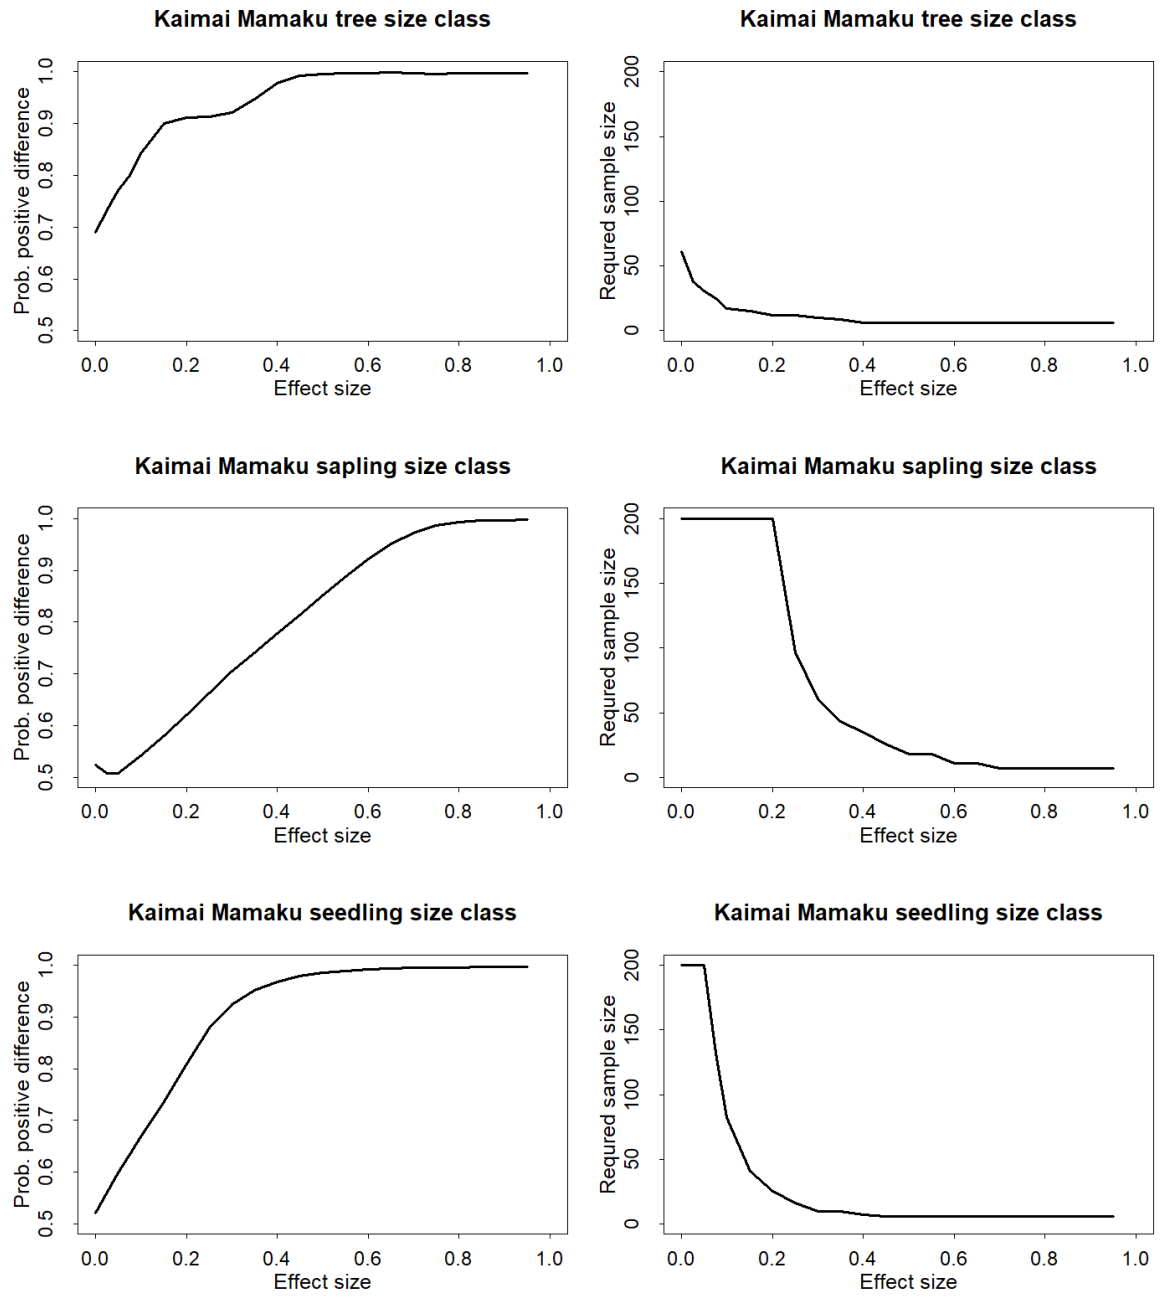 Kaimai Mamaku tree size class
Prob. positive difference
0.5 0.6 0.7 0.8 0.9 1.0
0.0 0.2 0.4 0.6 0.8 1.0
Effect size
Kaimai Mamaku tree size class
Requred sample size
0 50 100 150 200
0.0 0.2 0.4 0.6 0.8 1.0
Effect size
Kaimai Mamaku sapling size class
Prob. positive difference
0.5 0.6 0.7 0.8 0.9 1.0
0.0 0.2 0.4 0.6 0.8 1.0
Effect size
Kaimai Mamaku sapling size class
Requred sample size
0 50 100 150 200
0.0 0.2 0.4 0.6 0.8 1.0
Effect size
Kaimai Mamaku seedling size class
Prob. positive difference
0.5 0.6 0.7 0.8 0.9 1.0
0.0 0.2 0.4 0.6 0.8 1.0
Effect size
Kaimai Mamaku seedling size class
Requred sample size
0 50 100 150 200
0.0 0.2 0.4 0.6 0.8 1.0
Effect size